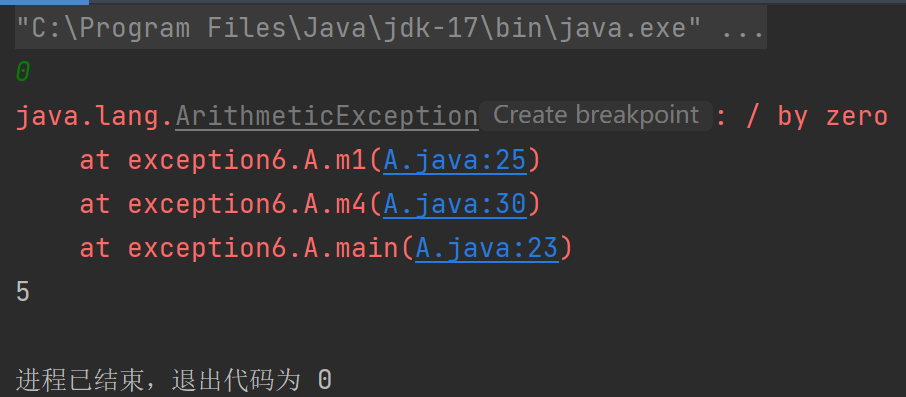 "C:\Program Files\Java\jdk-17\bin\java.exe" ...
0
java.lang.ArithmeticException Create breakpoint : / by zero
    at exception6.A.m1(A.java:25)
    at exception6.A.m4(A.java:30)
    at exception6.A.main(A.java:23)
5
进程已结束，退出代码为 0